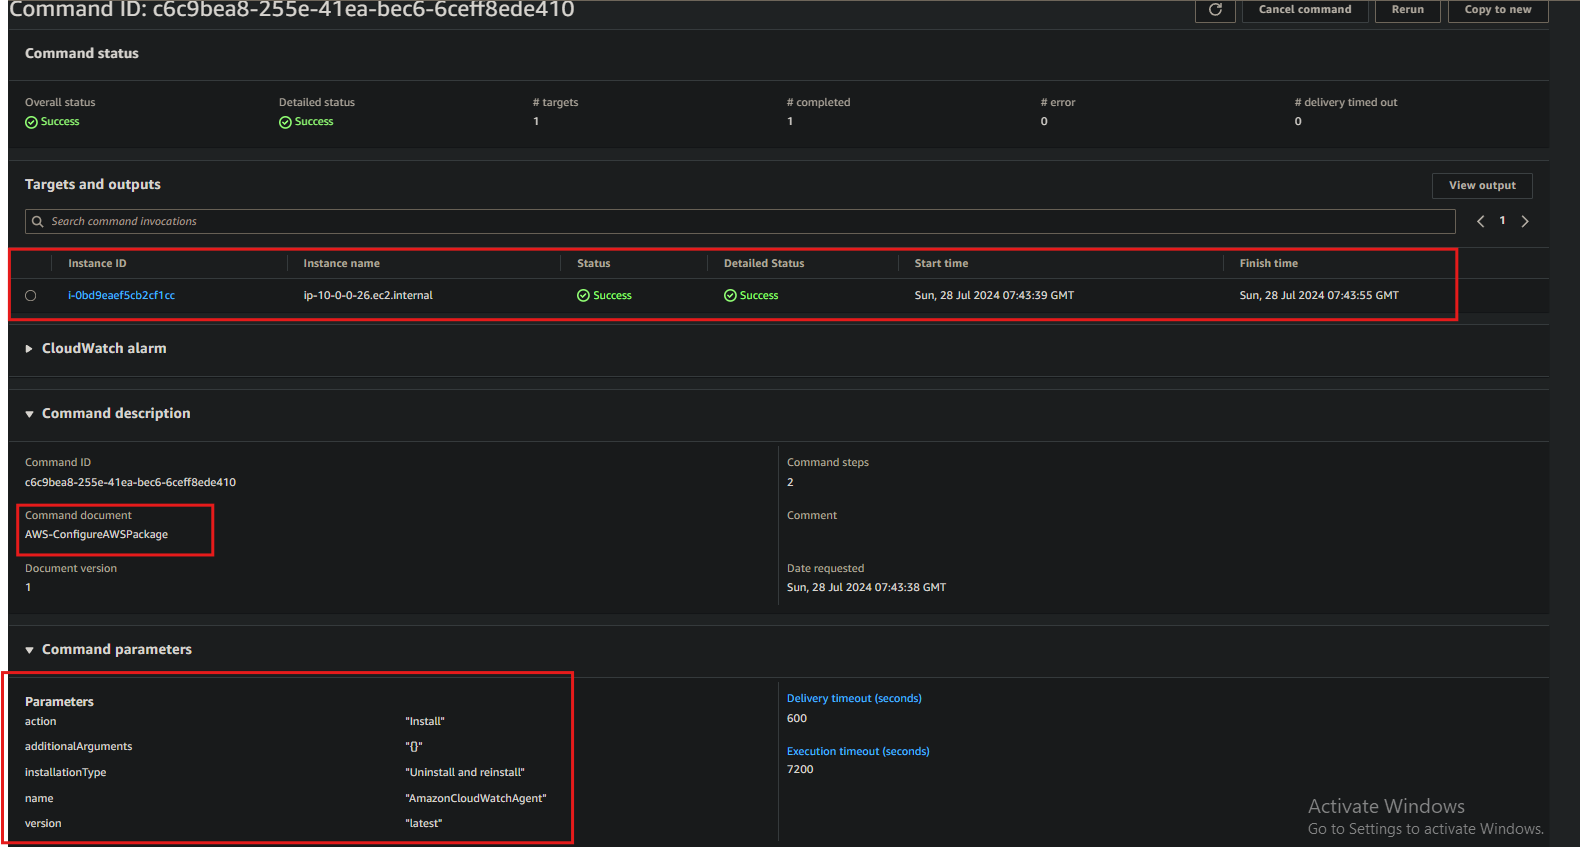 Command ID: c6c9bea8-255e-41ea-bec6-6ceff8ede410
Cancel command
Rerun
Copy to new
Command status
Overall status
Detailed status
# targets
# completed
# error
# delivery timed out
Success
Success
1
1
0
0
Targets and outputs
View output
Search command invocations
1
Instance ID
Instance name
Status
Detailed Status
Start time
Finish time
i-0bd9eaef5cb2cf1cc
ip-10-0-0-26.ec2.internal
Success
Success
Sun, 28 Jul 2024 07:43:39 GMT
Sun, 28 Jul 2024 07:43:55 GMT
CloudWatch alarm
Command description
Command ID
c6c9bea8-255e-41ea-bec6-6ceff8ede410
Command steps
2
Command document
AWS-ConfigureAWSPackage
Comment
Document version
1
Date requested
Sun, 28 Jul 2024 07:43:38 GMT
Command parameters
Parameters
action "Install"
additionalArguments "{}"
installationType "Uninstall and reinstall"
name "AmazonCloudWatchAgent"
version "latest"
Delivery timeout (seconds)
600
Execution timeout (seconds)
7200
Activate Windows
Go to Settings to activate Windows.